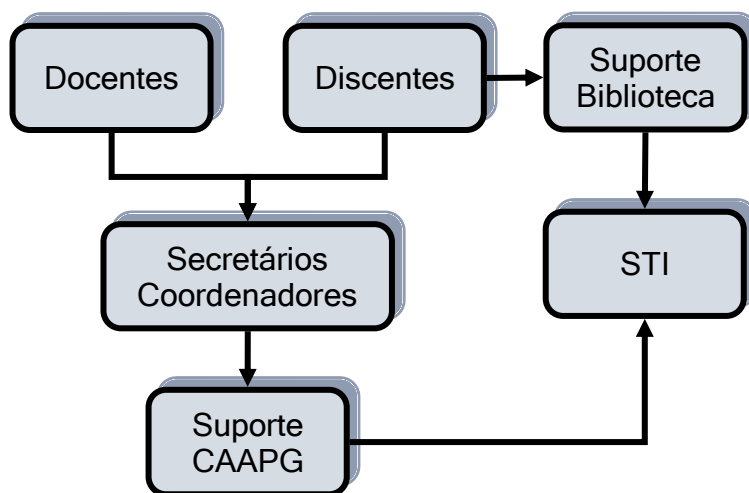 Docentes
Discentes
Suporte
Biblioteca
Secretários
Coordenadores
STI
Suporte
CAAPG